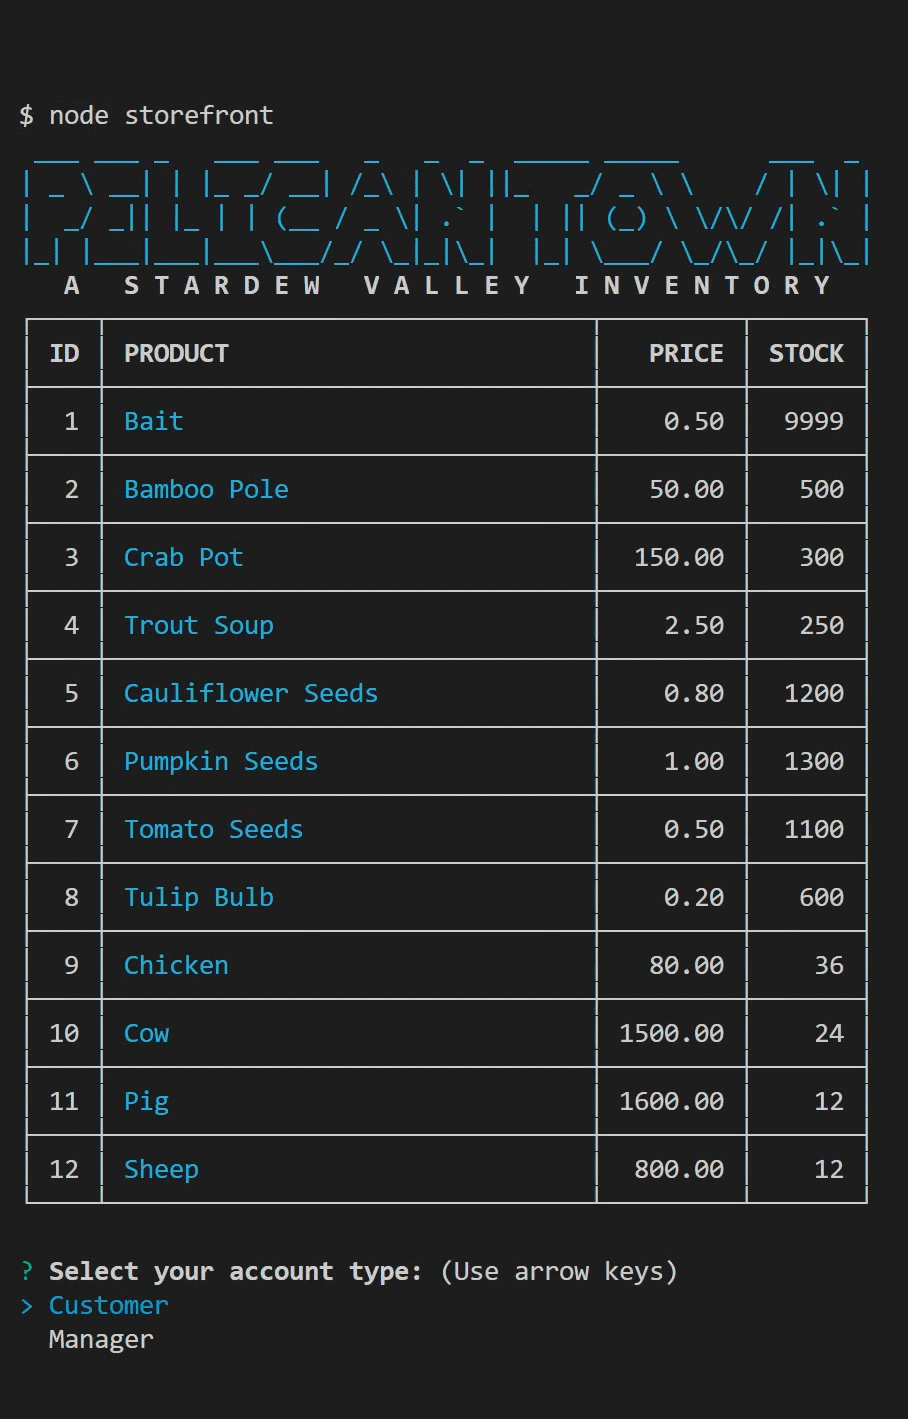 $ node storefront
PELICAN TOWN
A STARDEW VALLEY INVENTORY
ID PRODUCT PRICE STOCK
1 Bait 0.50 9999
2 Bamboo Pole 50.00 500
3 Crab Pot 150.00 300
4 Trout Soup 2.50 250
5 Cauliflower Seeds 0.80 1200
6 Pumpkin Seeds 1.00 1300
7 Tomato Seeds 0.50 1100
8 Tulip Bulb 0.20 600
9 Chicken 80.00 36
10 Cow 1500.00 24
11 Pig 1600.00 12
12 Sheep 800.00 12
? Select your account type: (Use arrow keys)
> Customer
Manager